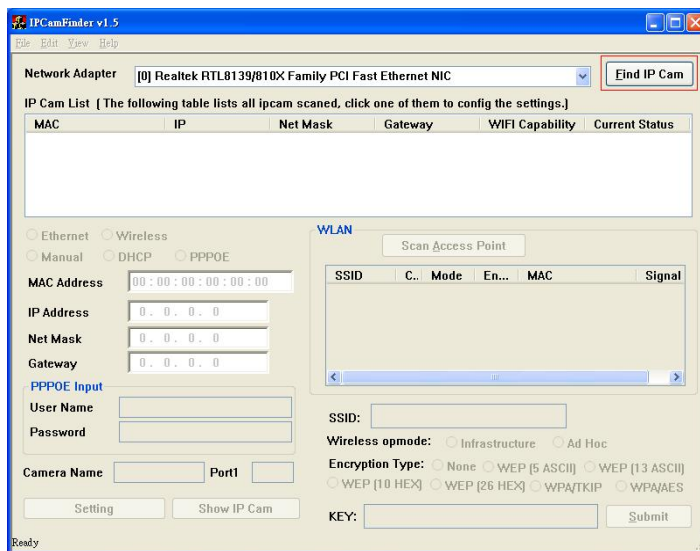 IPCamFinder v1.5
File Edit View Help
Network Adapter [0] Realtek RTL8139/810X Family PCI Fast Ethernet NIC Find IP Cam
IP Cam List ( The following table lists all ipcam scaned, click one of them to config the settings.)
MAC IP Net Mask Gateway WIFI Capability Current Status
Ethernet Wireless
Manual DHCP PPPOE
MAC Address 00:00:00:00:00:00
IP Address 0. 0. 0. 0
Net Mask 0. 0. 0. 0
Gateway 0. 0. 0. 0
PPPOE Input
User Name
Password
Camera Name Port1
Setting Show IP Cam
WLAN
Scan Access Point
SSID C.. Mode En... MAC Signal
SSID:
Wireless opmode: Infrastructure Ad Hoc
Encryption Type: None WEP (5 ASCII) WEP (13 ASCII)
WEP (10 HEX) WEP (26 HEX) WPA/TKIP WPA/AES
KEY: Submit
Ready